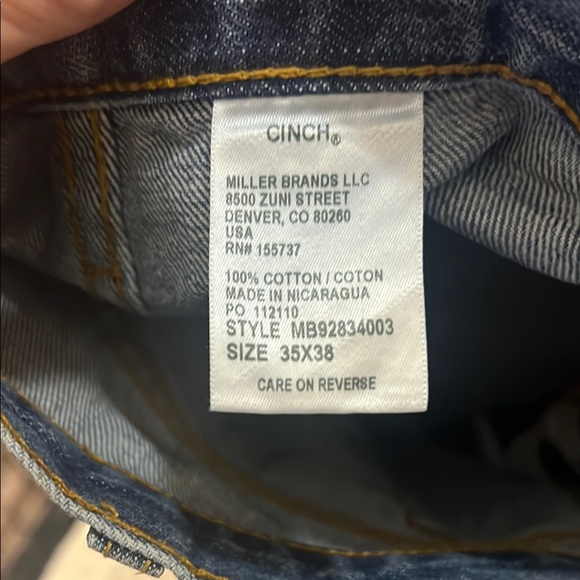 CINCH®
MILLER BRANDS LLC
8500 ZUNI STREET
DENVER, CO 80260
USA
RN# 155737
100% COTTON / COTON
MADE IN NICARAGUA
PO 112110
STYLE MB92834003
SIZE 35X38
CARE ON REVERSE